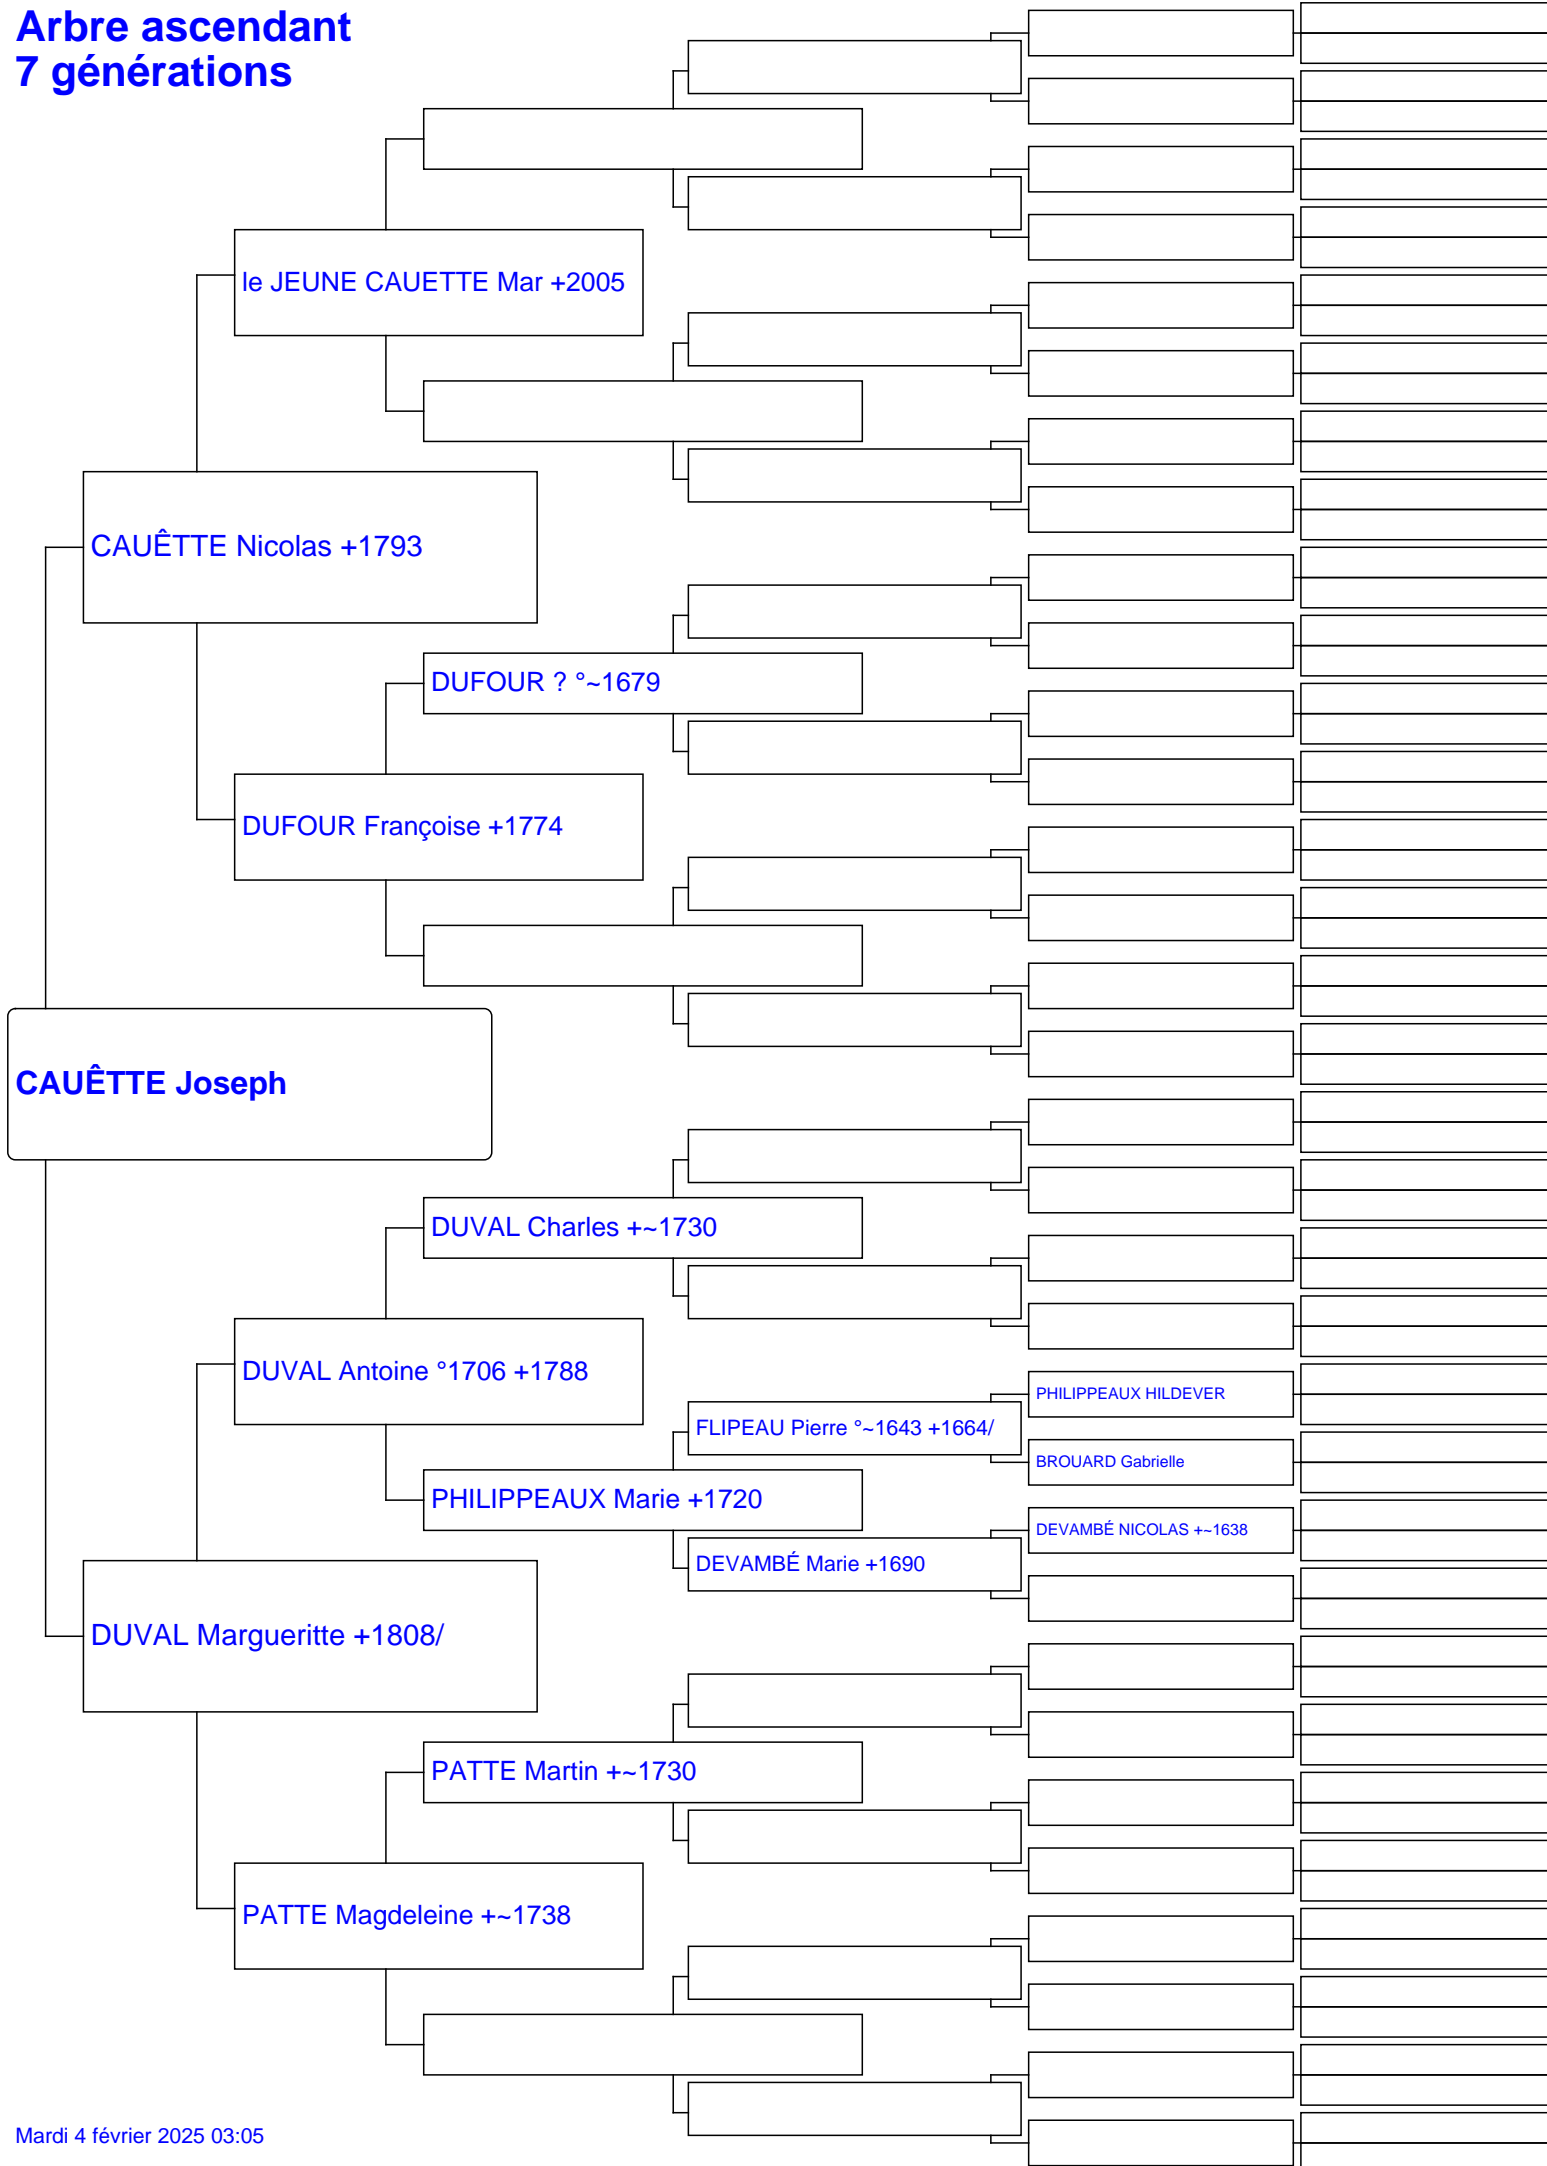 Arbre ascendant
7 générations
le JEUNE CAUETTE Mar +2005
CAUÊTTE Nicolas +1793
DUFOUR ? °~1679
DUFOUR Françoise +1774
CAUÊTTE Joseph
DUVAL Charles +~1730
DUVAL Antoine °1706 +1788
PHILIPPEAUX HILDEVER
FLIPEAU Pierre °~1643 +1664/
BROUARD Gabrielle
PHILIPPEAUX Marie +1720
DEVAMBÉ NICOLAS +~1638
DEVAMBÉ Marie +1690
DUVAL Margueritte +1808/
PATTE Martin +~1730
PATTE Magdeleine +~1738
Mardi 4 février 2025 03:05